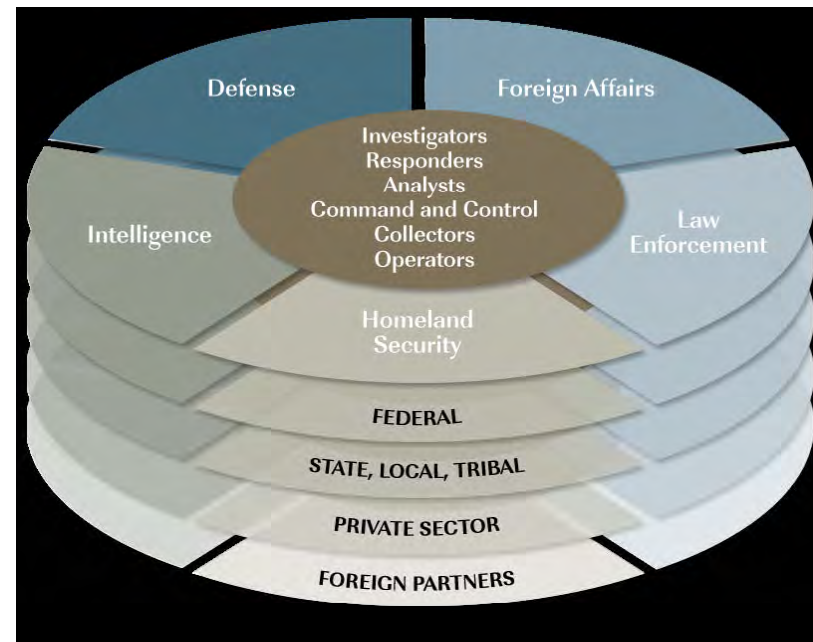 Defense
Foreign Affairs
Investigators
Responders
Analysts
Command and Control
Collectors
Operators
Intelligence
Law
Enforcement
Homeland
Security
FEDERAL
STATE, LOCAL, TRIBAL
PRIVATE SECTOR
FOREIGN PARTNERS